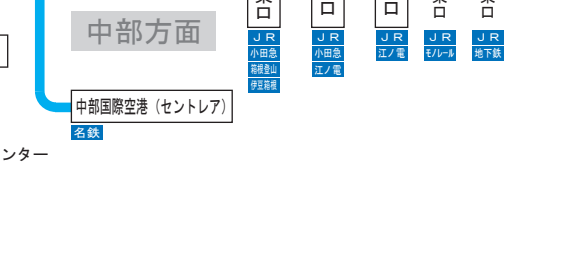 東口
口
口
東口
東口
中部方面
JR
小田急
箱根登山
伊豆箱根
JR
小田急
江ノ電
JR
江ノ電
JR
モノレール
JR
地下鉄
中部国際空港（セントレア）
名鉄
ンター